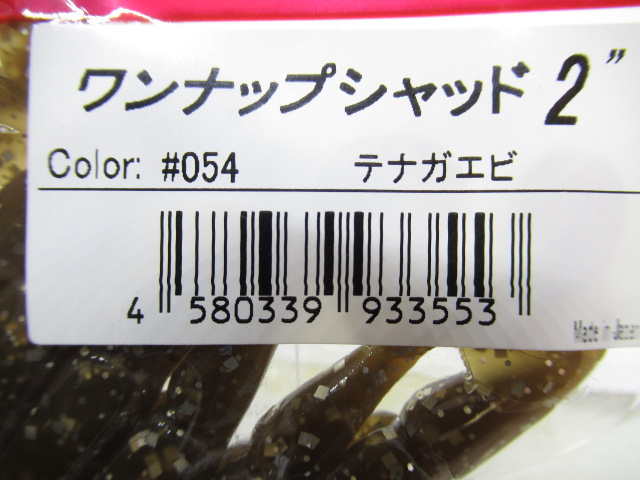 ワンナップシャッド 2"
Color: #054 テナガエビ
4 580339 933553
Made in Japan